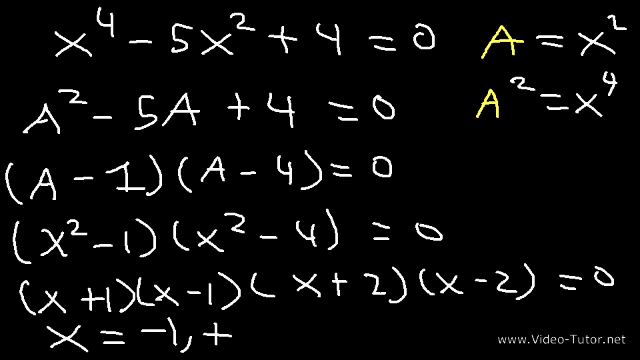 x⁴ - 5x² + 4 = 0 A = x²
A² - 5A + 4 = 0 A² = x⁴
(A - 1)(A - 4) = 0
(x² - 1)(x² - 4) = 0
(x + 1)(x - 1)(x + 2)(x - 2) = 0
x = -1, +
www.Video-Tutor.net